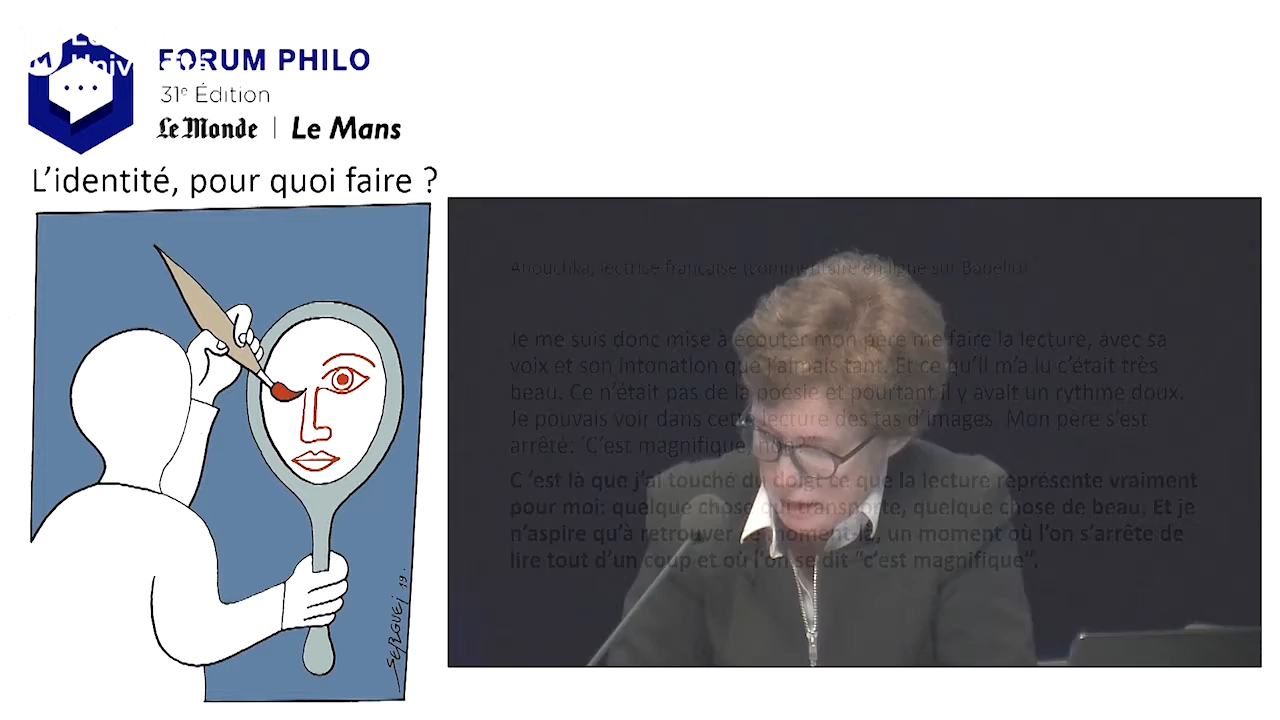 FORUM PHILO
31e Édition
Le Monde | Le Mans
L'identité, pour quoi faire ?
SERGUEI 19.
Anouchka, lectrice française (commentaire en ligne sur Babelio)
Je me suis donc mise à écouter mon père me faire la lecture, avec sa
voix et son intonation que j'aimais tant. Et ce qu'il m'a lu c'était très
beau. Ce n'était pas de la poésie et pourtant il y avait un rythme doux.
Je pouvais voir dans cette lecture des tas d'images. Mon père s'est
arrêté: 'C'est magnifique, non
C 'est là que j'ai touché du doigt ce que la lecture représente vraiment
pour moi: quelque chose qui transporte, quelque chose de beau. Et je
n'aspire qu'à retrouver ce moment-là, un moment où l'on s'arrête de
lire tout d'un coup et où l'on se dit "c'est magnifique".